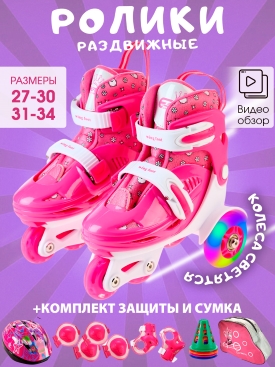 РОЛИКИ
РАЗДВИЖНЫЕ
РАЗМЕРЫ
27-30
31-34
Видео
обзор
КОЛЕСА СВЕТЯТСЯ
+КОМПЛЕКТ ЗАЩИТЫ И СУМКА